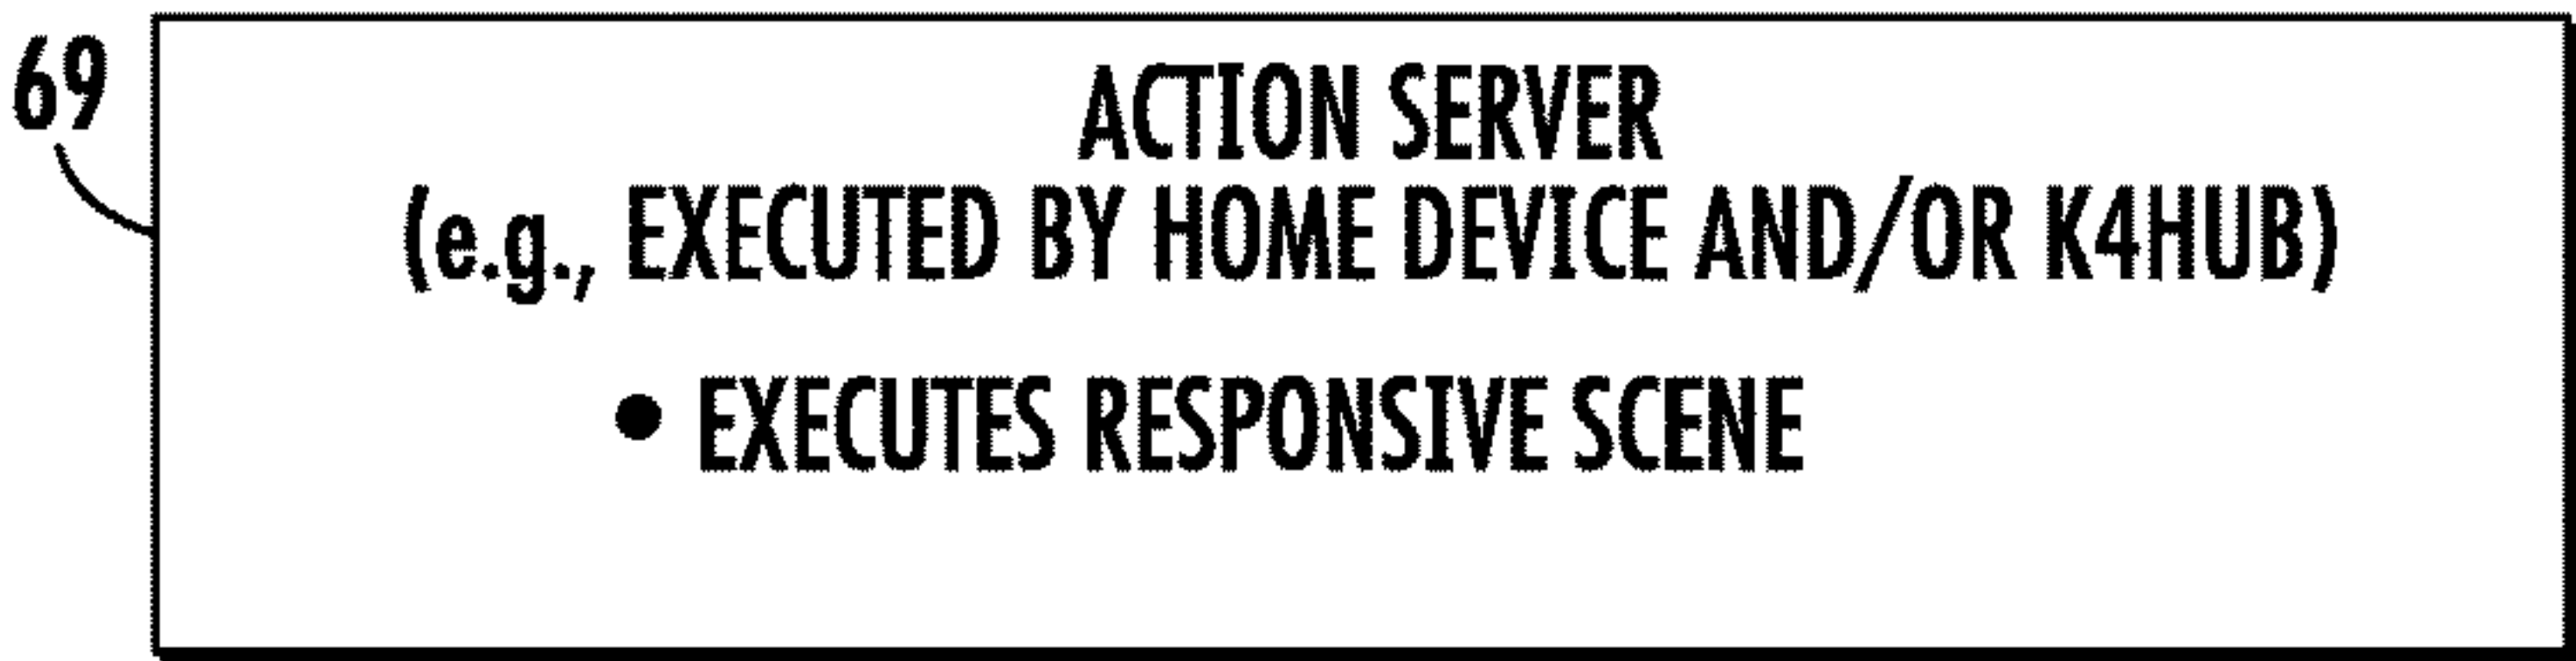 69
ACTION SERVER
(e.g., EXECUTED BY HOME DEVICE AND/OR K4HUB)
• EXECUTES RESPONSIVE SCENE